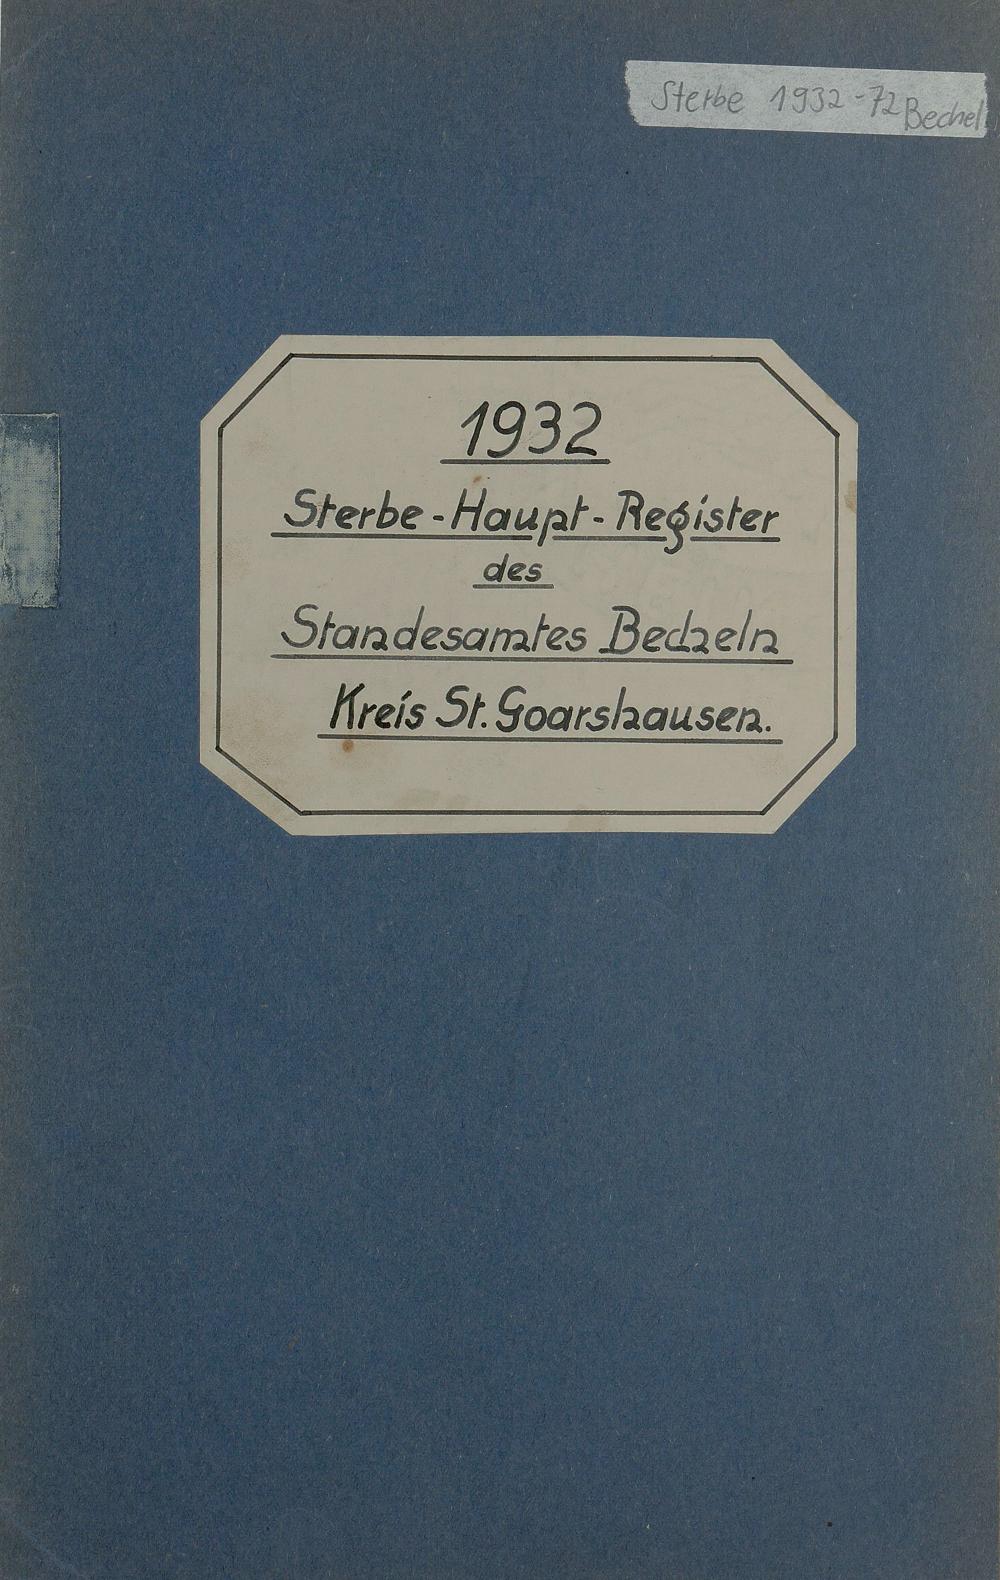 Sterbe 1932-72 Bechel
1932
Sterbe-Haupt-Register
des
Standesamtes Becheln
Kreis St. Goarshausen.